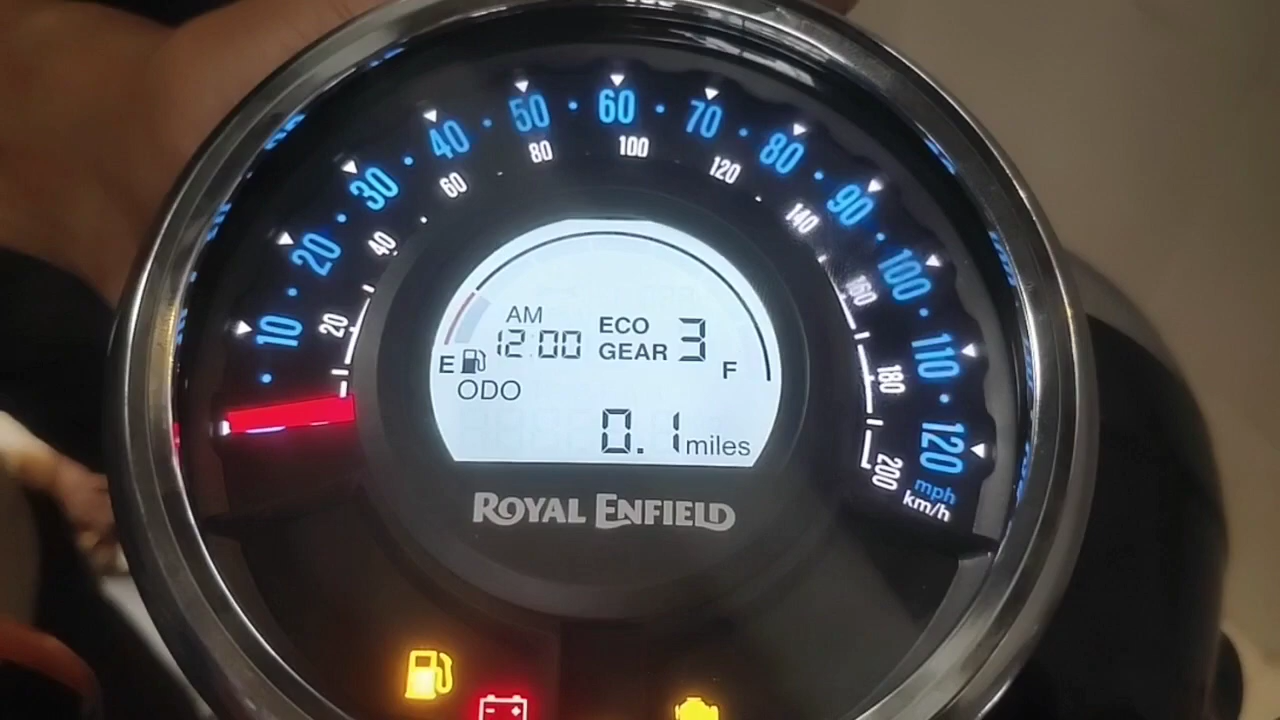 10 20 30 40 50 60 70 80 90 100 110 120
mph
20 40 60 80 100 120 140 160 180 200
km/h
AM
12:00
ECO
GEAR 3
E
F
ODO
0.1 miles
ROYAL ENFIELD